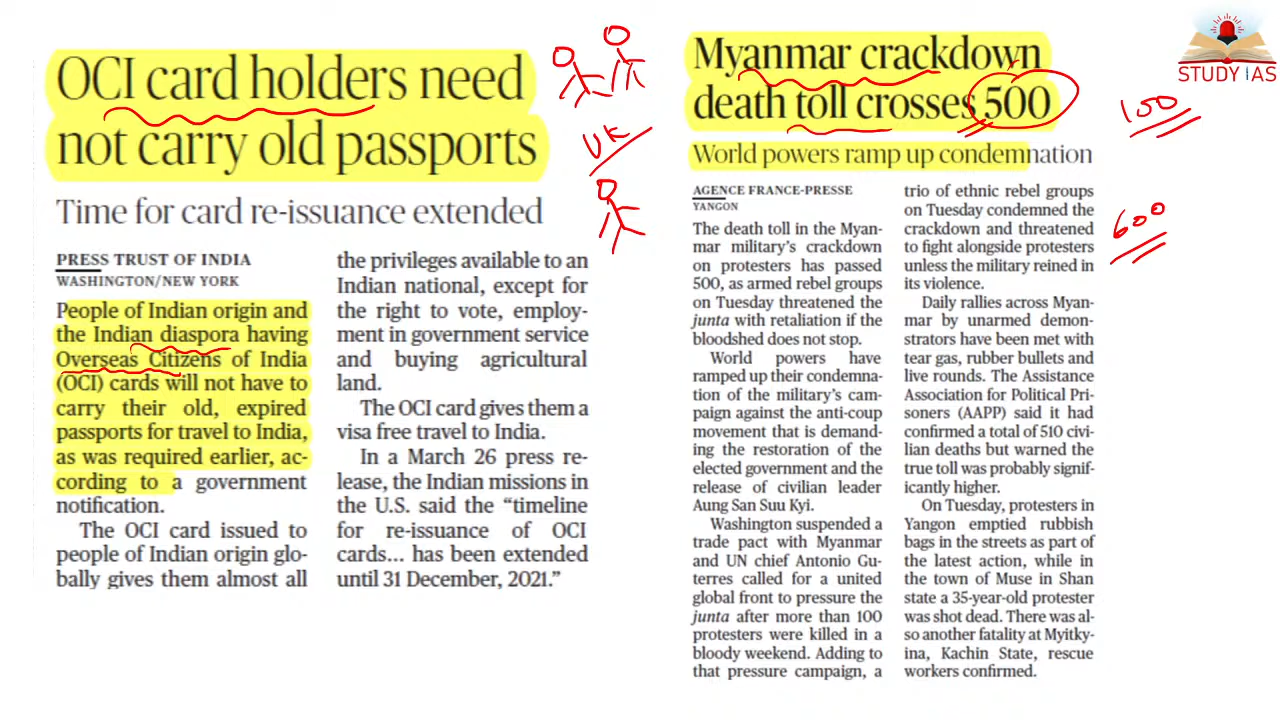 OCI card holders need
not carry old passports
Time for card re-issuance extended
PRESS TRUST OF INDIA
WASHINGTON/NEW YORK
People of Indian origin and
the Indian diaspora having
Overseas Citizens of India
(OCI) cards will not have to
carry their old, expired
passports for travel to India,
as was required earlier, ac-
cording to a government
notification.
The OCI card issued to
people of Indian origin glo-
bally gives them almost all
the privileges available to an
Indian national, except for
the right to vote, employ-
ment in government service
and buying agricultural
land.
The OCI card gives them a
visa free travel to India.
In a March 26 press re-
lease, the Indian missions in
the U.S. said the “timeline
for re-issuance of OCI
cards... has been extended
until 31 December, 2021.”
UK
Myanmar crackdown
death toll crosses 500
World powers ramp up condemnation
AGENCE FRANCE-PRESSE
YANGON
The death toll in the Myan-
mar military’s crackdown
on protesters has passed
500, as armed rebel groups
on Tuesday threatened the
junta with retaliation if the
bloodshed does not stop.
World powers have
ramped up their condemna-
tion of the military’s cam-
paign against the anti-coup
movement that is demand-
ing the restoration of the
elected government and the
release of civilian leader
Aung San Suu Kyi.
Washington suspended a
trade pact with Myanmar
and UN chief Antonio Gu-
terres called for a united
global front to pressure the
junta after more than 100
protesters were killed in a
bloody weekend. Adding to
that pressure campaign, a
trio of ethnic rebel groups
on Tuesday condemned the
crackdown and threatened
to fight alongside protesters
unless the military reined in
its violence.
Daily rallies across Myan-
mar by unarmed demon-
strators have been met with
tear gas, rubber bullets and
live rounds. The Assistance
Association for Political Pri-
soners (AAPP) said it had
confirmed a total of 510 civi-
lian deaths but warned the
true toll was probably signif-
icantly higher.
On Tuesday, protesters in
Yangon emptied rubbish
bags in the streets as part of
the latest action, while in
the town of Muse in Shan
state a 35-year-old protester
was shot dead. There was al-
so another fatality at Myitky-
ina, Kachin State, rescue
workers confirmed.
STUDY IAS
100
600